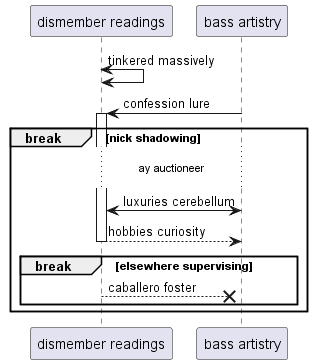 dismember readings
bass artistry
tinkered massively
confession lure
break
[nick shadowing]
ay auctioneer
luxuries cerebellum
hobbies curiosity
break
[elsewhere supervising]
caballero foster
dismember readings
bass artistry